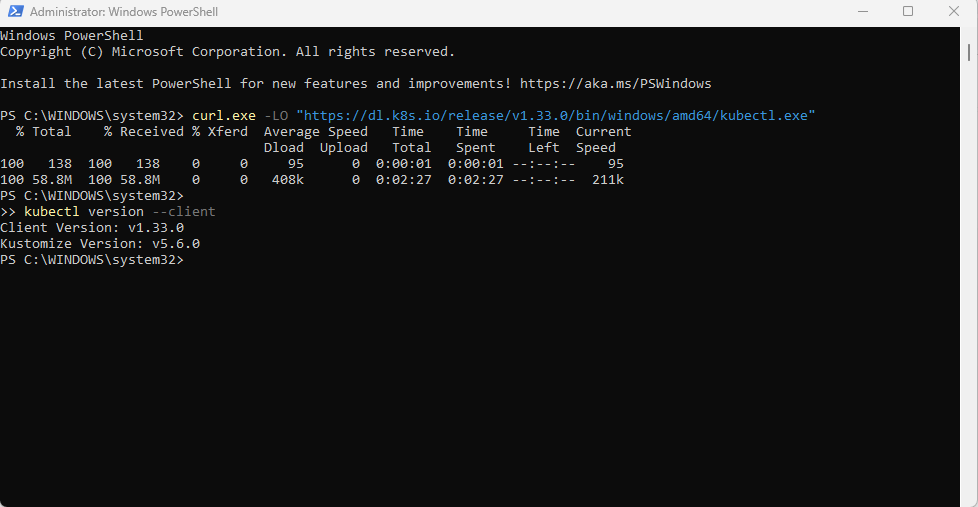 Administrator: Windows PowerShell
Windows PowerShell
Copyright (C) Microsoft Corporation. All rights reserved.
Install the latest PowerShell for new features and improvements! https://aka.ms/PSWindows
PS C:\WINDOWS\system32> curl.exe -LO "https://dl.k8s.io/release/v1.33.0/bin/windows/amd64/kubectl.exe"
  % Total    % Received % Xferd  Average Speed   Time    Time     Time  Current
                                 Dload  Upload   Total   Spent    Left  Speed
100   138  100   138    0     0     95      0  0:00:01  0:00:01 --:--:--    95
100 58.8M  100 58.8M    0     0   408k      0  0:02:27  0:02:27 --:--:--  211k
PS C:\WINDOWS\system32>
>> kubectl version --client
Client Version: v1.33.0
Kustomize Version: v5.6.0
PS C:\WINDOWS\system32>